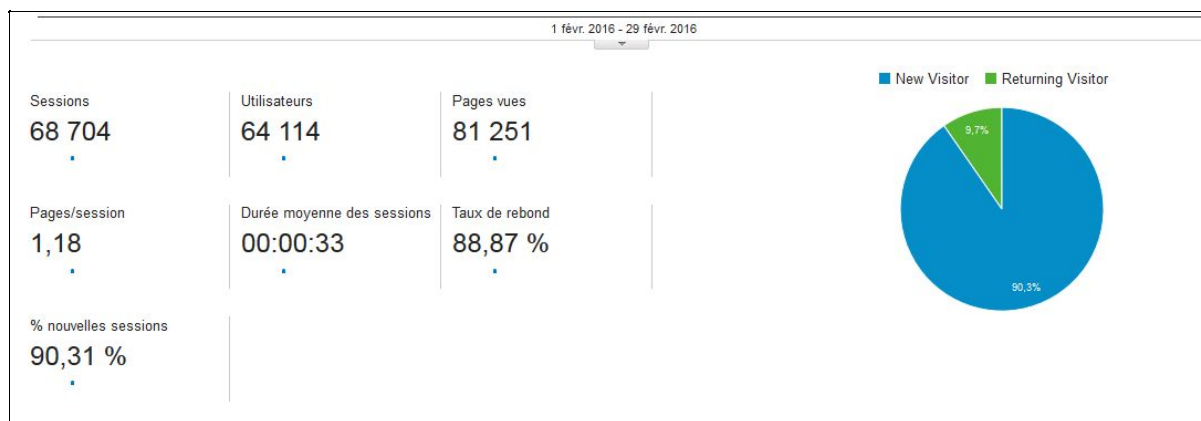 1 févr. 2016 - 29 févr. 2016
New Visitor Returning Visitor
Sessions Utilisateurs Pages vues
68 704 64 114 81 251
9,7%
Pages/session Durée moyenne des sessions Taux de rebond
1,18 00:00:33 88,87 %
90,3%
% nouvelles sessions
90,31 %